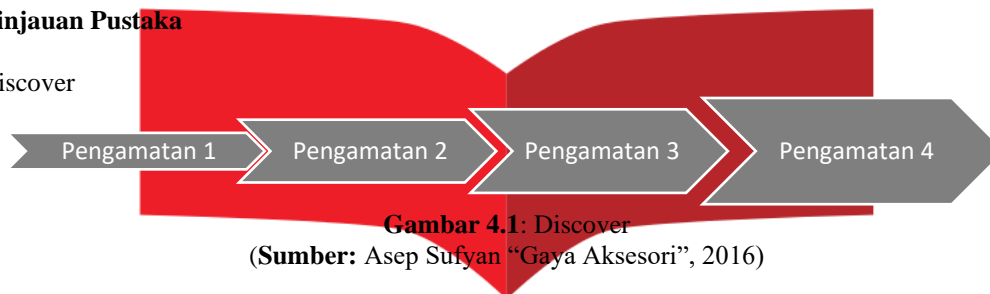 injauan Pustaka
iscover
Pengamatan 1 Pengamatan 2 Pengamatan 3 Pengamatan 4
Gambar 4.1: Discover
(Sumber: Asep Sufyan “Gaya Aksesori”, 2016)